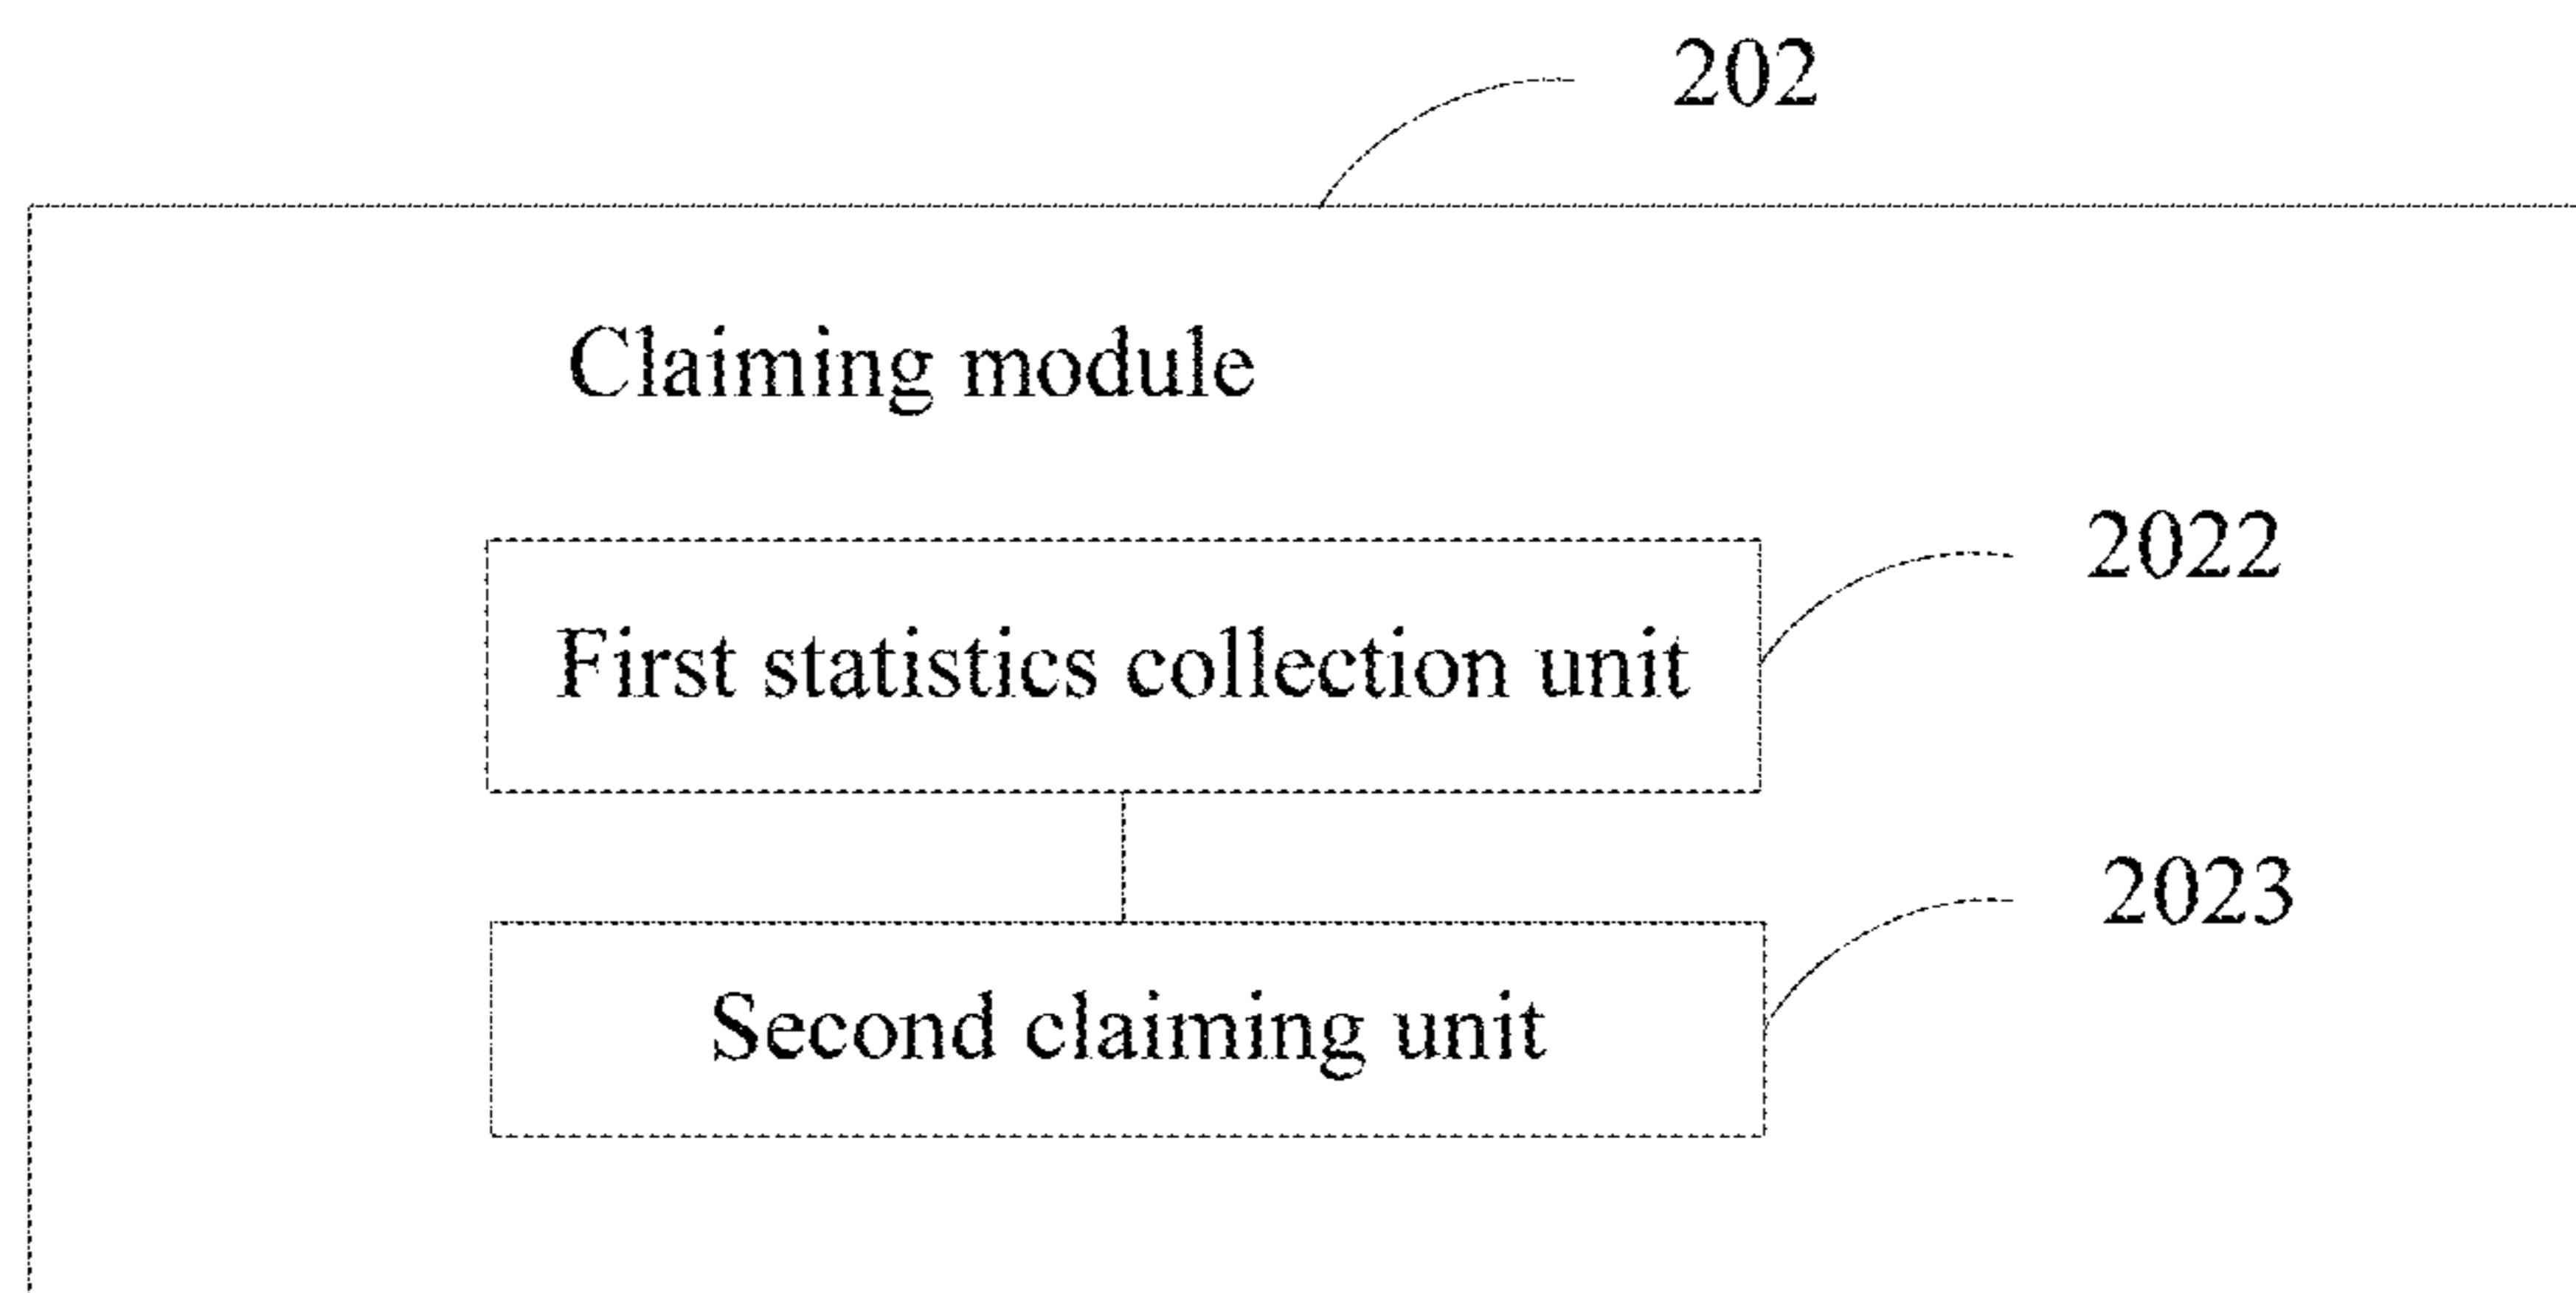 202
Claiming module
2022
First statistics collection unit
2023
Second claiming unit